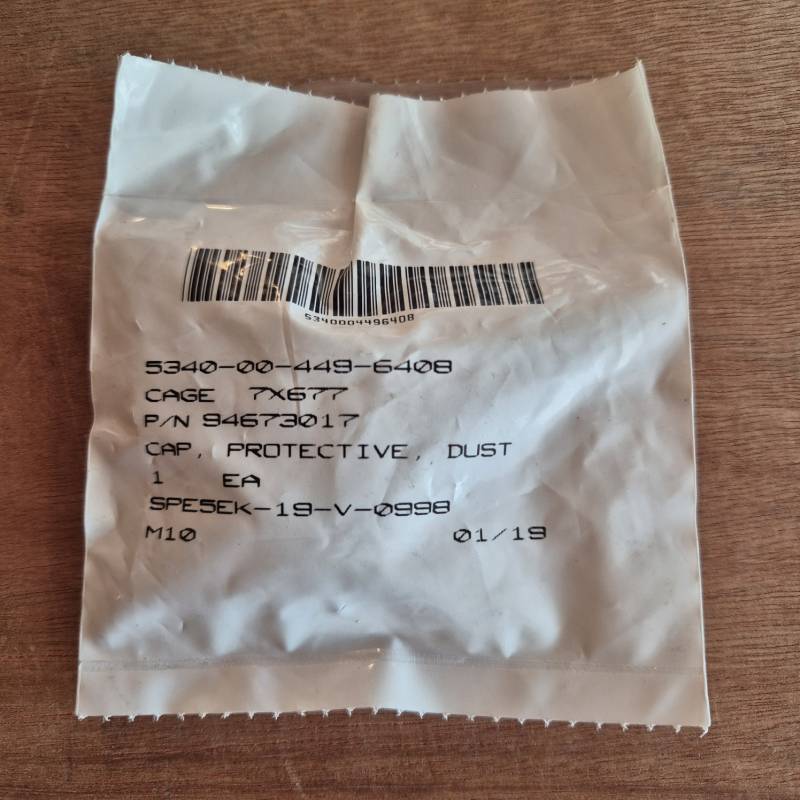 5340004496408
5340-00-449-6408
CAGE 7X677
P/N 94673017
CAP, PROTECTIVE, DUST
1 EA
SPE5EK-19-V-0998
M10 01/19